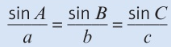 sin A / a = sin B / b = sin C / c